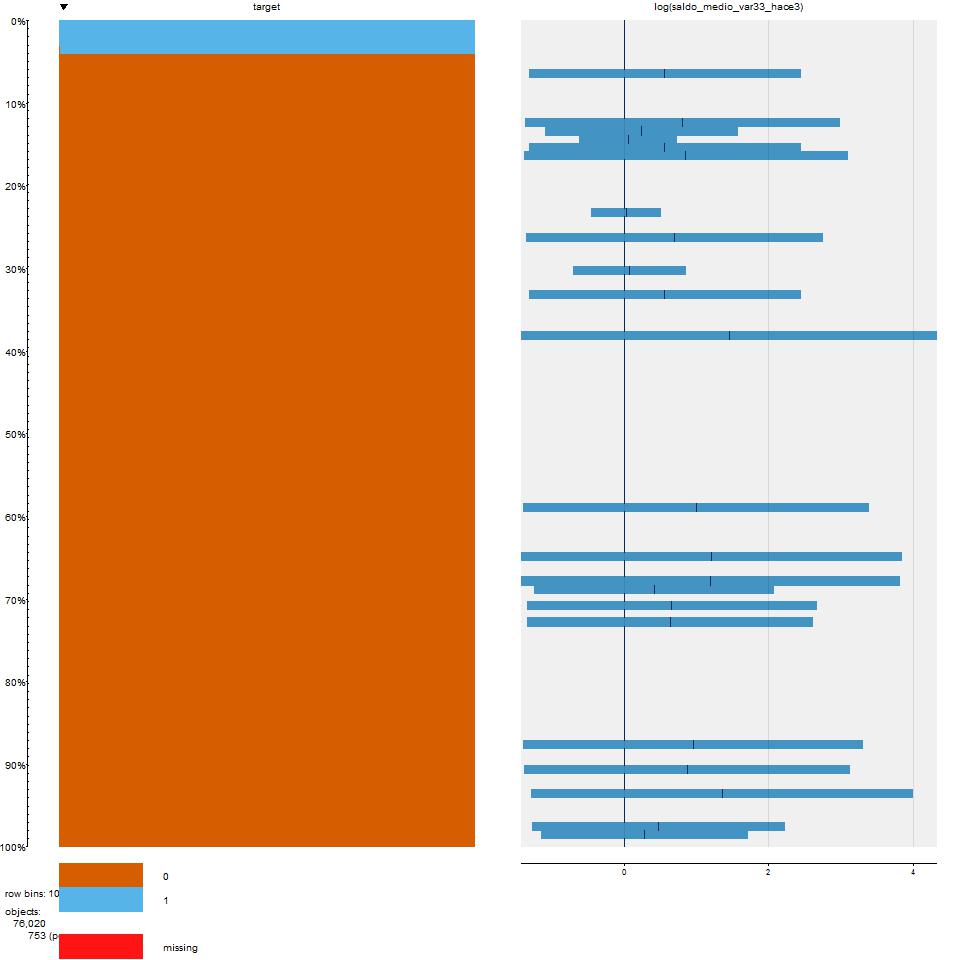 target
log(saldo_medio_var33_hace3)
0%
10%
20%
30%
40%
50%
60%
70%
80%
90%
100%
0 2 4
0
row bins: 10
1
objects:
76,020
753 (p
missing